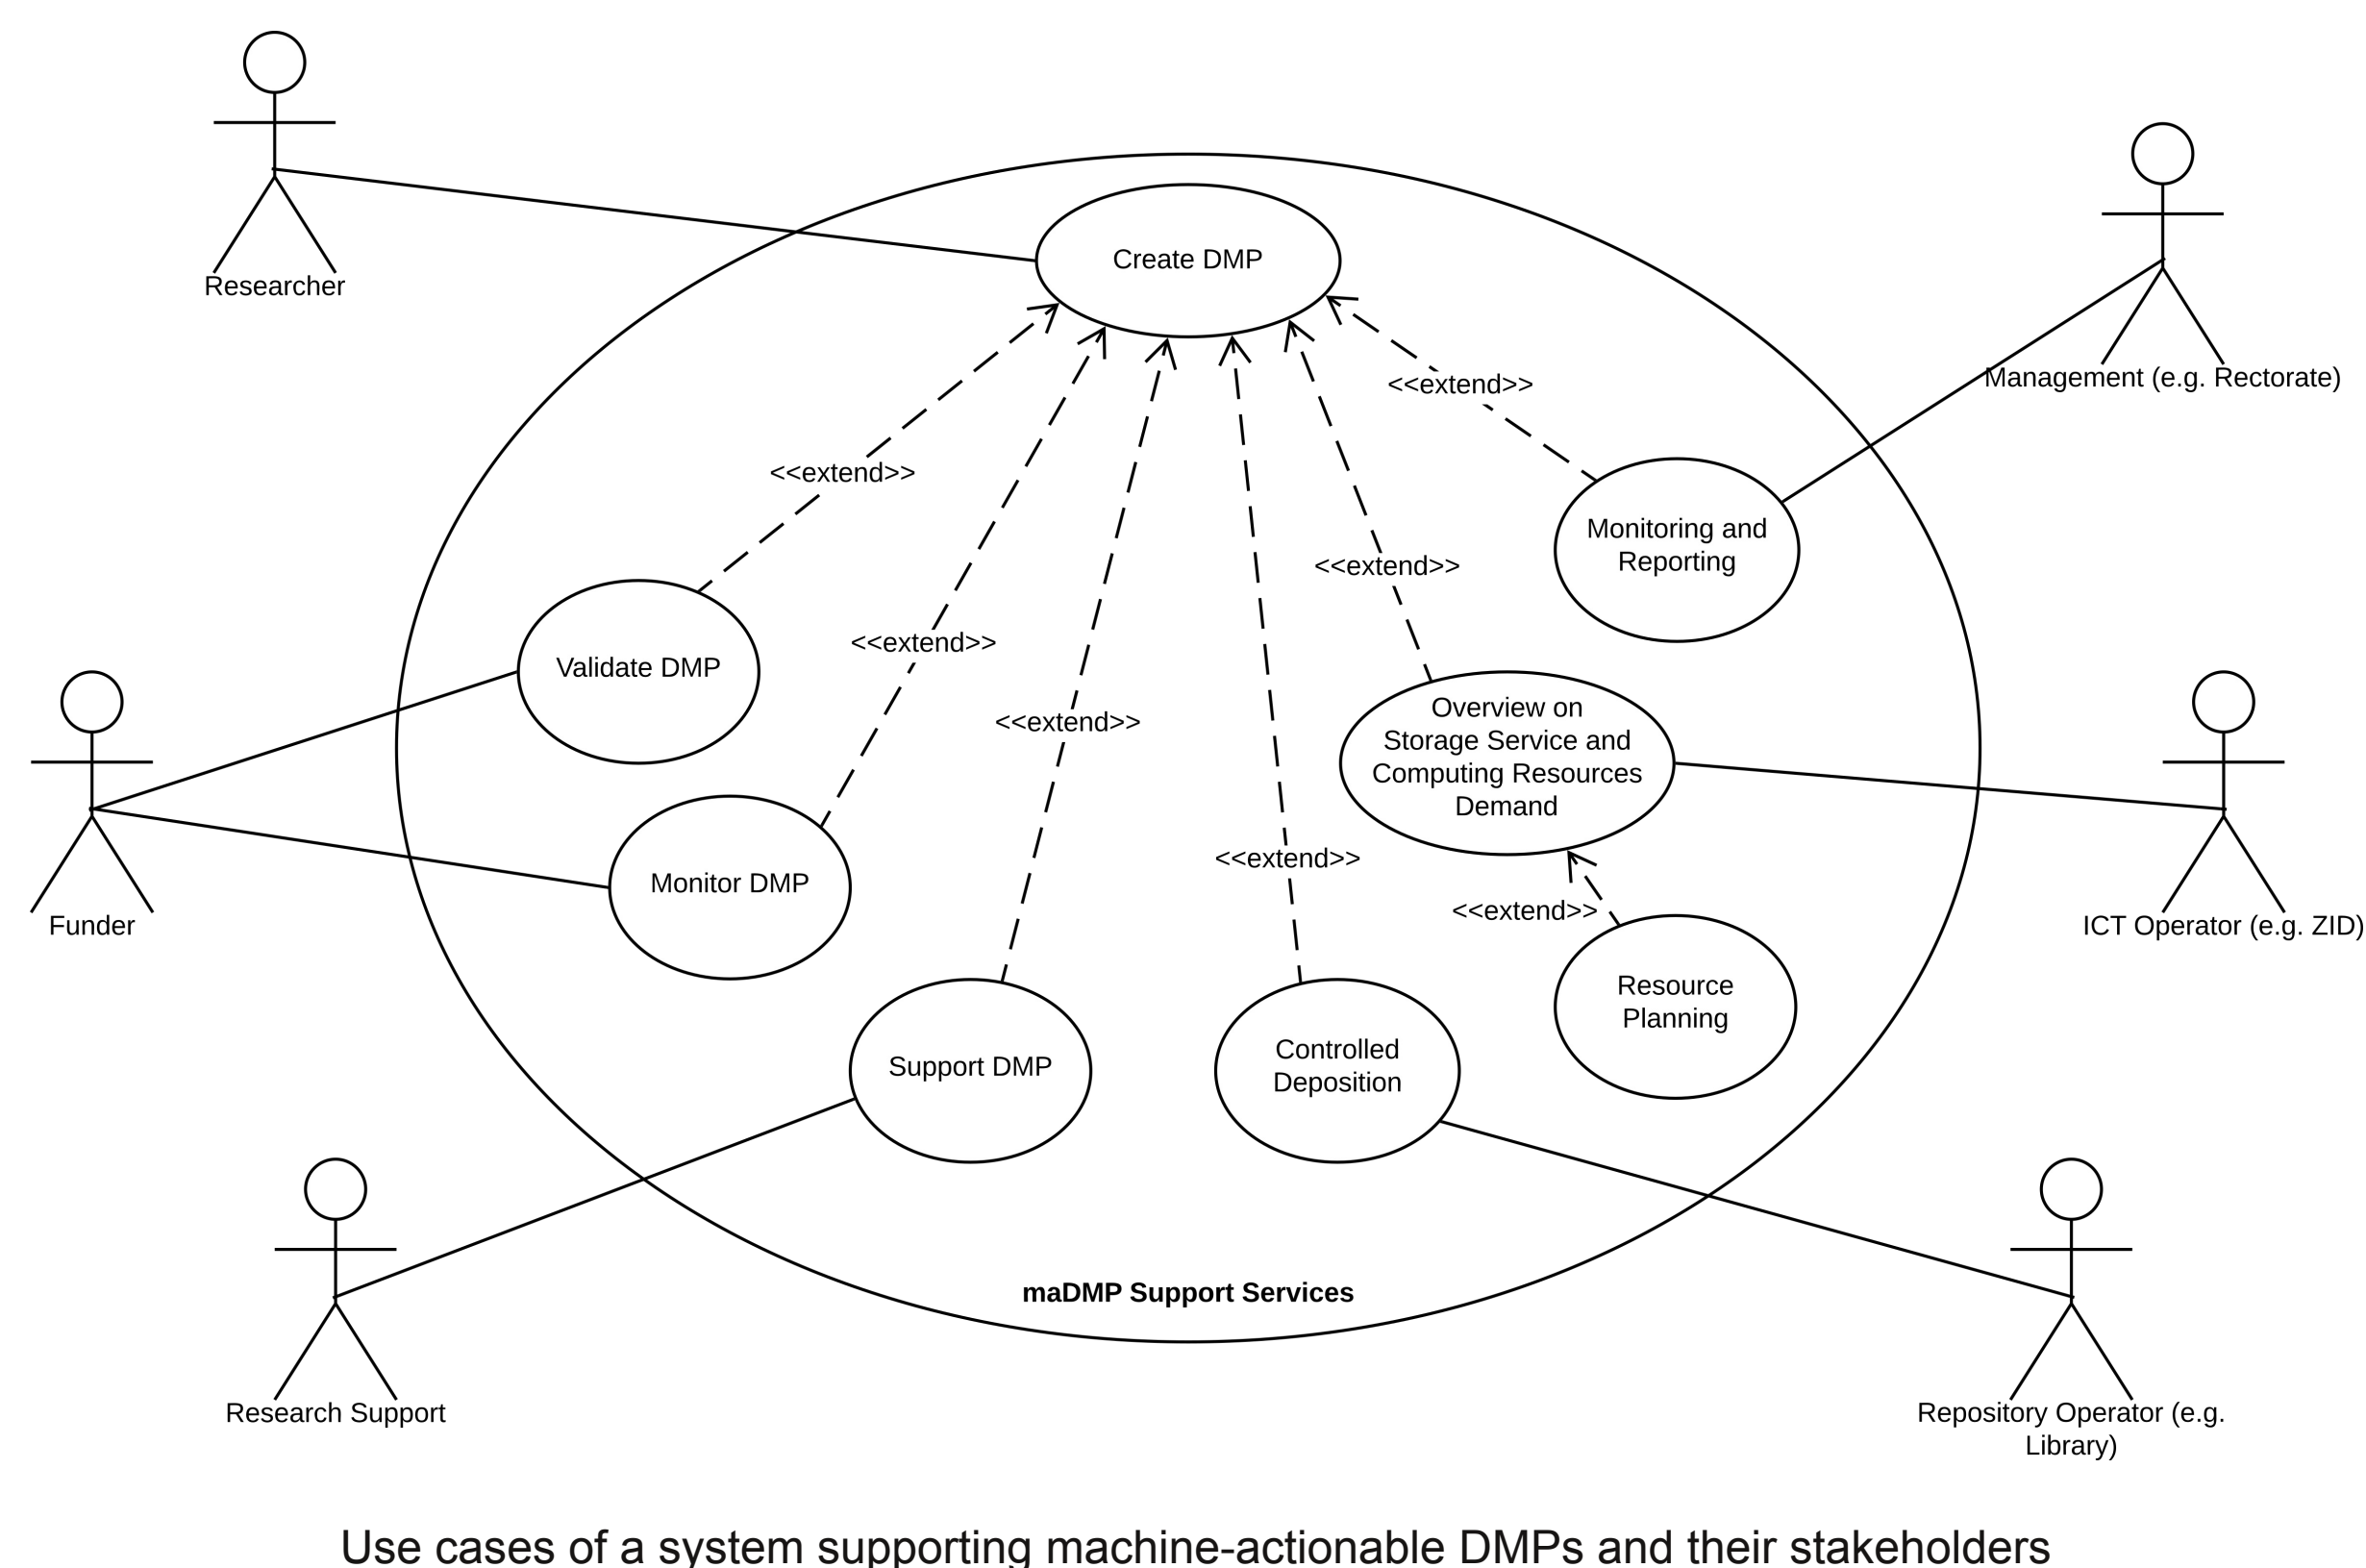 Researcher
Create DMP
Management (e.g. Rectorate)
<<extend>>
<<extend>>
Monitoring and
Reporting
<<extend>>
<<extend>>
Validate DMP
Overview on
Storage Service and
Computing Resources
Demand
<<extend>>
<<extend>>
Monitor DMP
<<extend>>
Funder
ICT Operator (e.g. ZID)
Resource
Planning
Support DMP
Controlled
Deposition
maDMP Support Services
Research Support
Repository Operator (e.g.
Library)
Use cases of a system supporting machine-actionable DMPs and their stakeholders